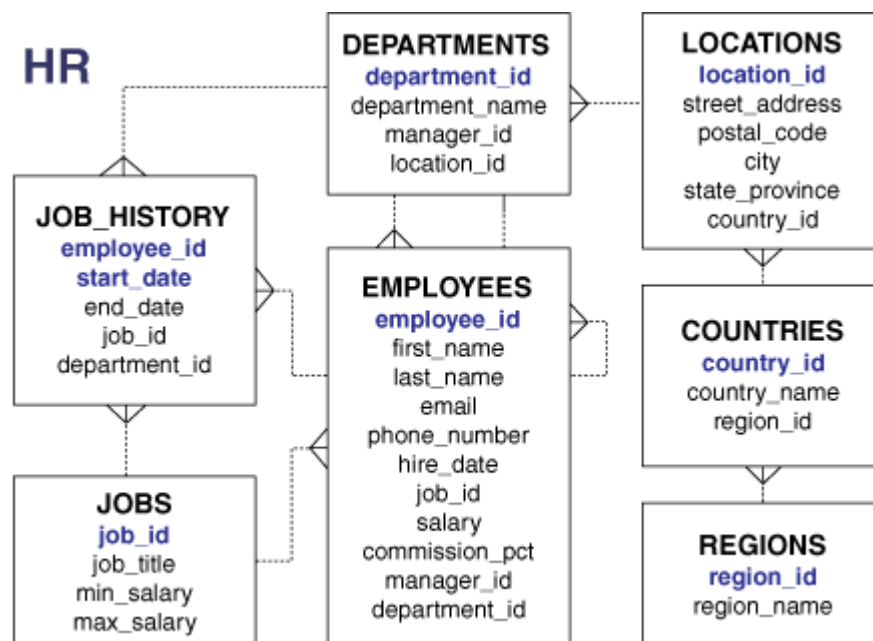 HR
DEPARTMENTS
department_id
department_name
manager_id
location_id
LOCATIONS
location_id
street_address
postal_code
city
state_province
country_id
JOB_HISTORY
employee_id
start_date
end_date
job_id
department_id
EMPLOYEES
employee_id
first_name
last_name
email
phone_number
hire_date
job_id
salary
commission_pct
manager_id
department_id
COUNTRIES
country_id
country_name
region_id
JOBS
job_id
job_title
min_salary
max_salary
REGIONS
region_id
region_name